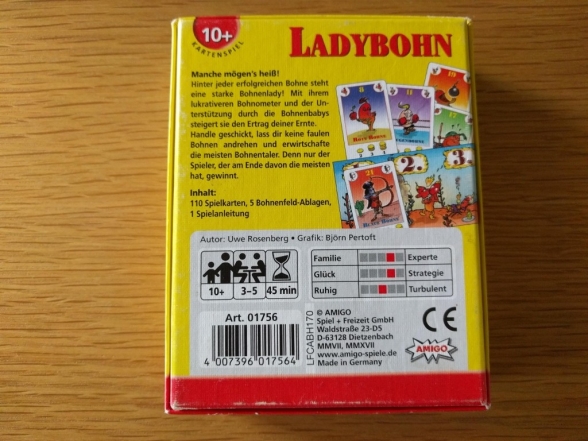 10+
KARTENSPIEL
LADYBOHN
Manche mögen's heiß!
Hinter jeder erfolgreichen Bohne steht
eine starke Bohnenlady! Mit ihrem
lukrativeren Bohnometer und der Un-
terstützung durch die Bohnenbabys
steigert sie den Ertrag deiner Ernte.
Handle geschickt, lass dir keine faulen
Bohnen andrehen und erwirtschafte
die meisten Bohnentaler. Denn nur der
Spieler, der am Ende davon die meisten
hat, gewinnt.
Inhalt:
110 Spielkarten, 5 Bohnenfeld-Ablagen,
1 Spielanleitung
2.
3.
Autor: Uwe Rosenberg • Grafik: Björn Pertoft
10+
3–5
45 min
Familie Experte
Glück Strategie
Ruhig Turbulent
Art. 01756
4 007396 017564
LFCABH170
© AMIGO
Spiel + Freizeit GmbH
Waldstraße 23-D5
D-63128 Dietzenbach
MMVII, MMXVII
www.amigo-spiele.de
Made in Germany
CE
AMIGO